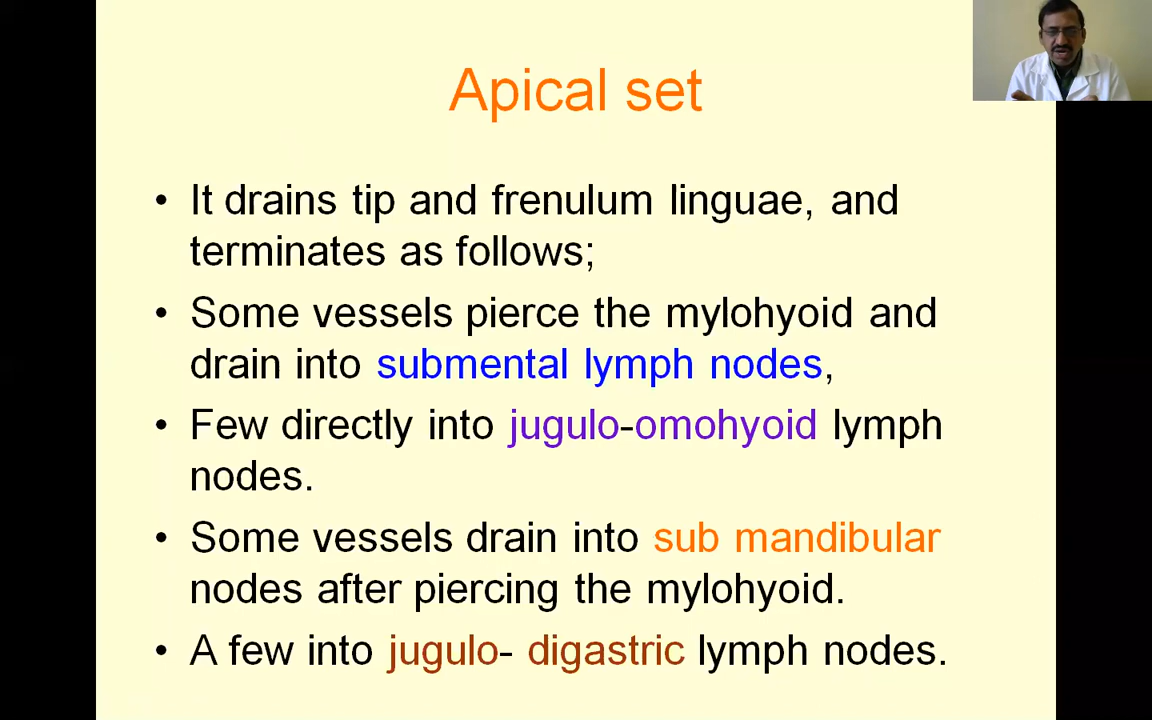 Apical set
• It drains tip and frenulum linguae, and
terminates as follows;
• Some vessels pierce the mylohyoid and
drain into submental lymph nodes,
• Few directly into jugulo-omohyoid lymph
nodes.
• Some vessels drain into sub mandibular
nodes after piercing the mylohyoid.
• A few into jugulo- digastric lymph nodes.